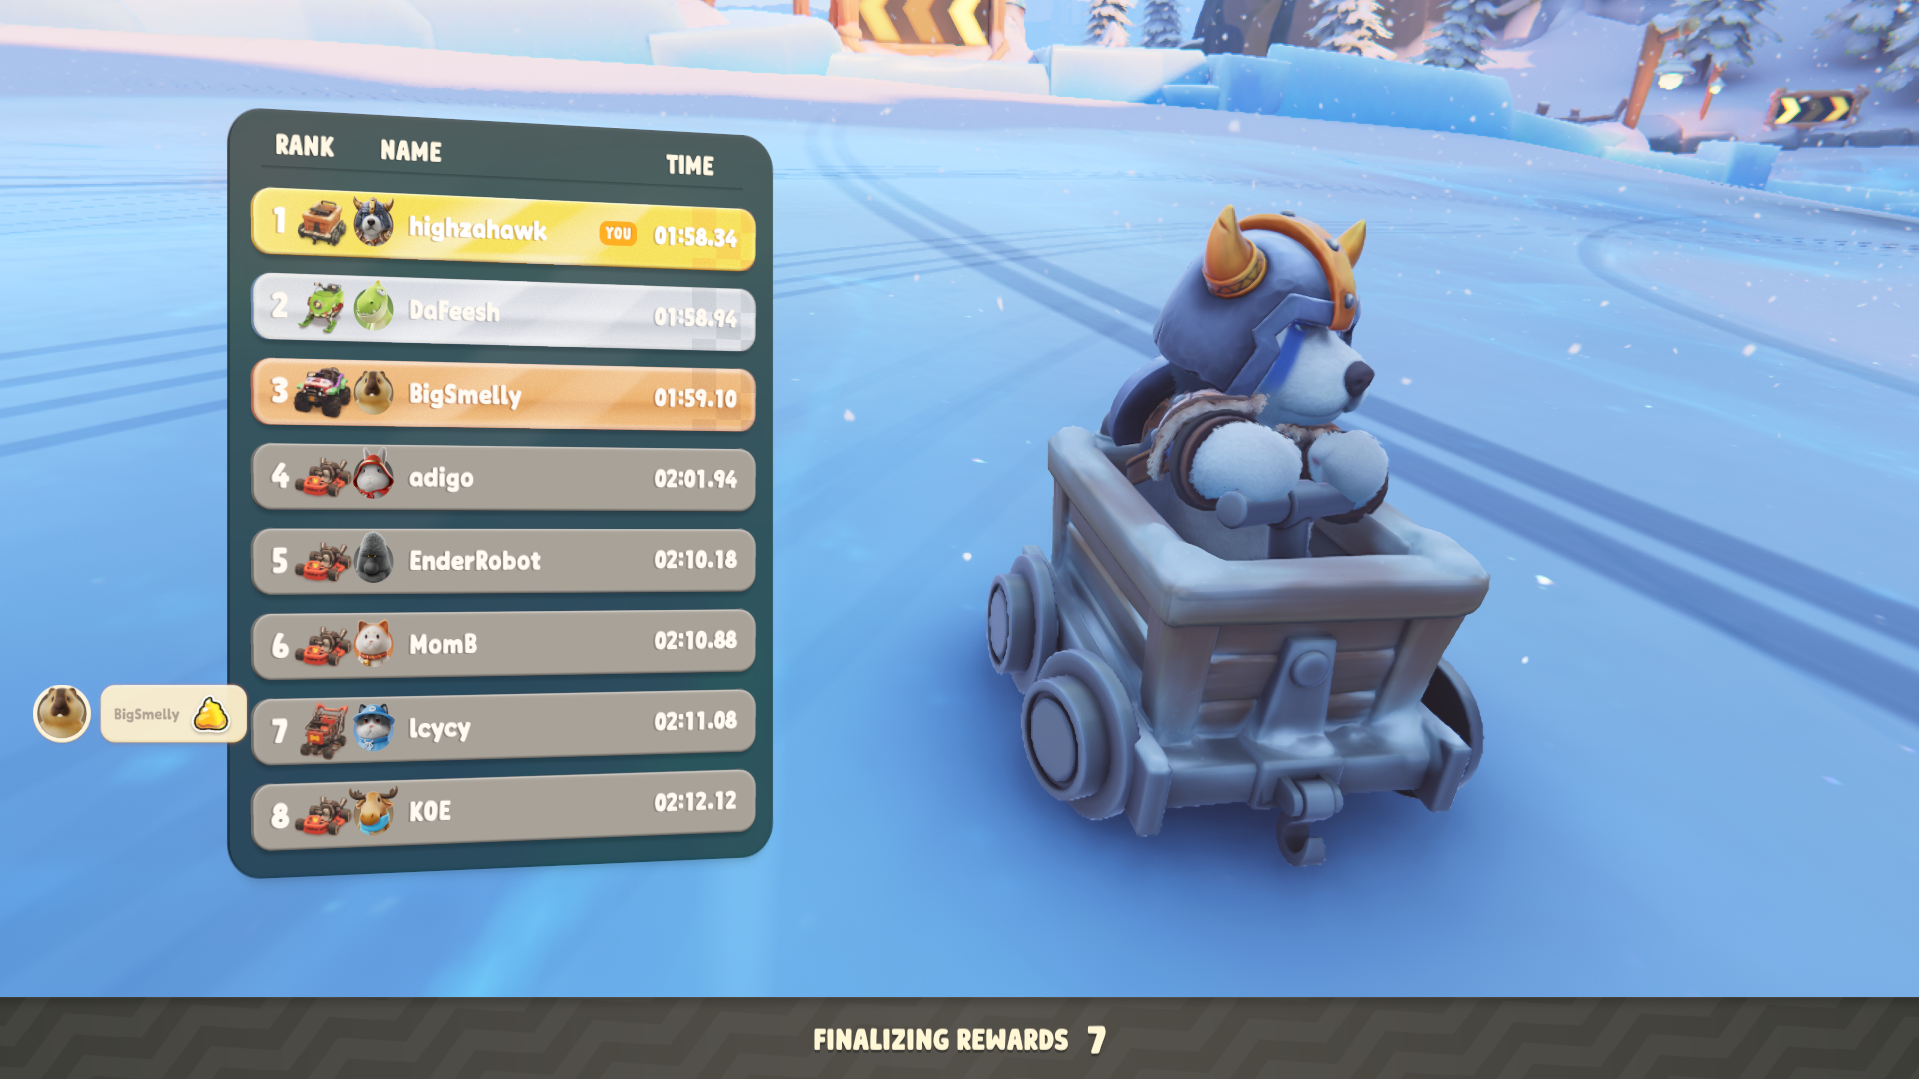 RANK NAME TIME
1 highzahawk YOU 01:58.34
2 DaFeesh 01:58.94
3 BigSmelly 01:59.10
4 adigo 02:01.94
5 EnderRobot 02:10.18
6 MomB 02:10.88
BigSmelly
7 lcycy 02:11.08
8 KOE 02:12.12
FINALIZING REWARDS 7